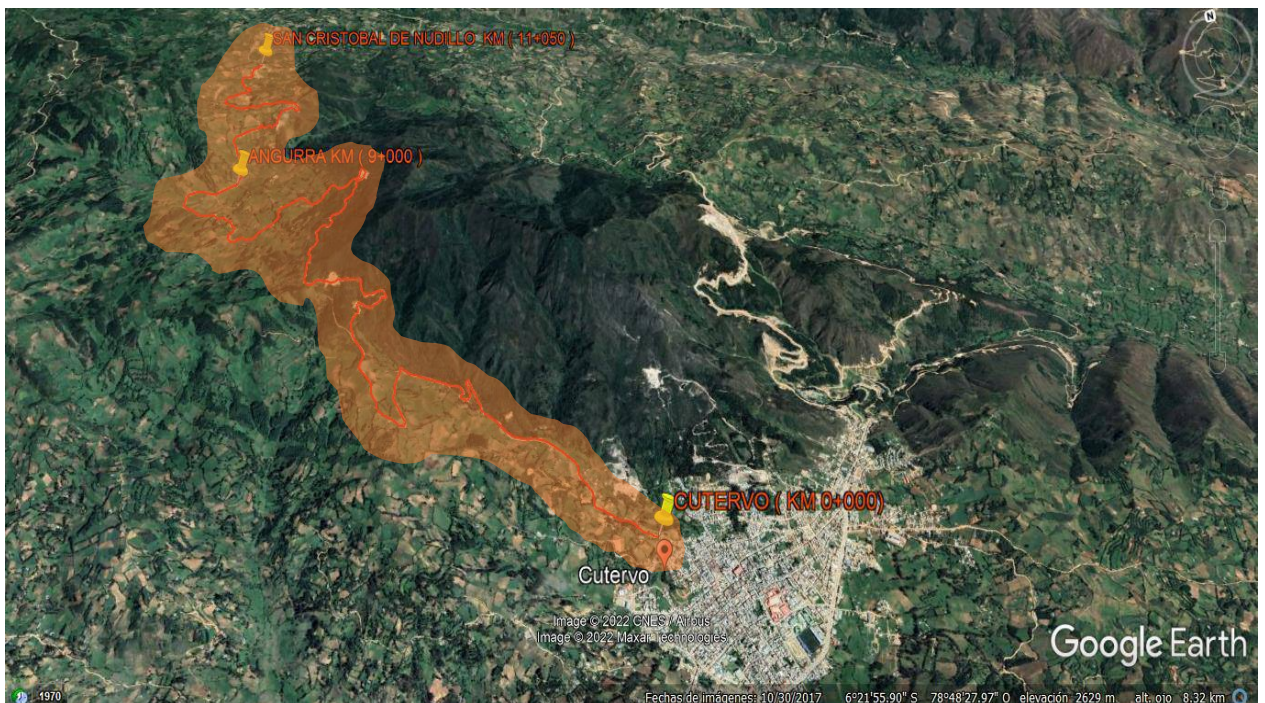 N
SAN CRISTOBAL DE NUDILLO KM ( 11+050 )
ANGURRA KM ( 9+000 )
CUTERVO ( KM 0+000)
Cutervo
Image © 2022 CNES / Airbus
Image © 2022 Maxar Technologies
Google Earth
1970
Fechas de imágenes: 10/30/2017 6°21'55.90" S 78°48'27.97" O elevación 2629 m alt. ojo 8.32 km